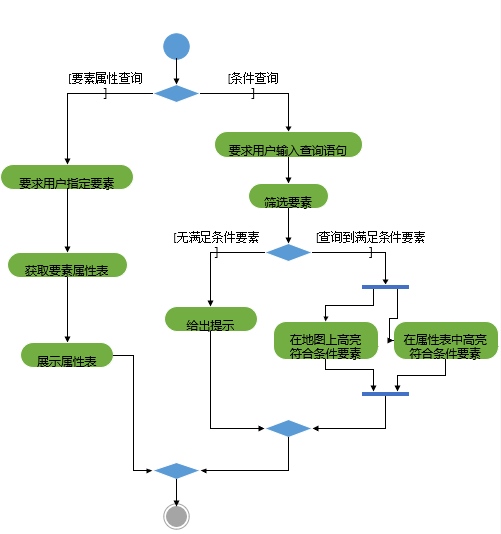 [要素属性查询
]
[条件查询
]
要求用户输入查询语句
要求用户指定要素
筛选要素
[无满足条件要素
]
[查询到满足条件要素
]
获取要素属性表
给出提示
在地图上高亮
符合条件要素
在属性表中高亮
符合条件要素
展示属性表